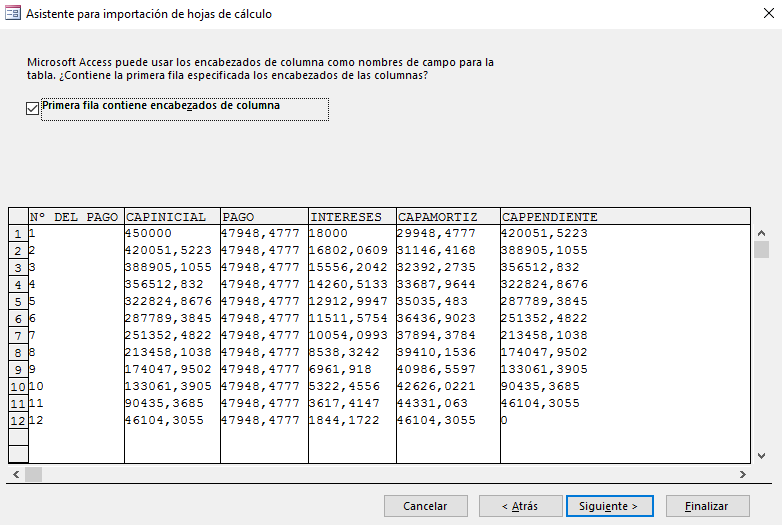 Asistente para importación de hojas de cálculo
Microsoft Access puede usar los encabezados de columna como nombres de campo para la
tabla. ¿Contiene la primera fila especificada los encabezados de las columnas?
Primera fila contiene encabezados de columna
Nº DEL PAGO CAPINICIAL PAGO INTERESES CAPAMORTIZ CAPPENDIENTE
1 1 450000 47948,4777 18000 29948,4777 420051,5223
2 2 420051,5223 47948,4777 16802,0609 31146,4168 388905,1055
3 3 388905,1055 47948,4777 15556,2042 32392,2735 356512,832
4 4 356512,832 47948,4777 14260,5133 33687,9644 322824,8676
5 5 322824,8676 47948,4777 12912,9947 35035,483 287789,3845
6 6 287789,3845 47948,4777 11511,5754 36436,9023 251352,4822
7 7 251352,4822 47948,4777 10054,0993 37894,3784 213458,1038
8 8 213458,1038 47948,4777 8538,3242 39410,1536 174047,9502
9 9 174047,9502 47948,4777 6961,918 40986,5597 133061,3905
10 10 133061,3905 47948,4777 5322,4556 42626,0221 90435,3685
11 11 90435,3685 47948,4777 3617,4147 44331,063 46104,3055
12 12 46104,3055 47948,4777 1844,1722 46104,3055 0
Cancelar < Atrás Siguiente > Finalizar